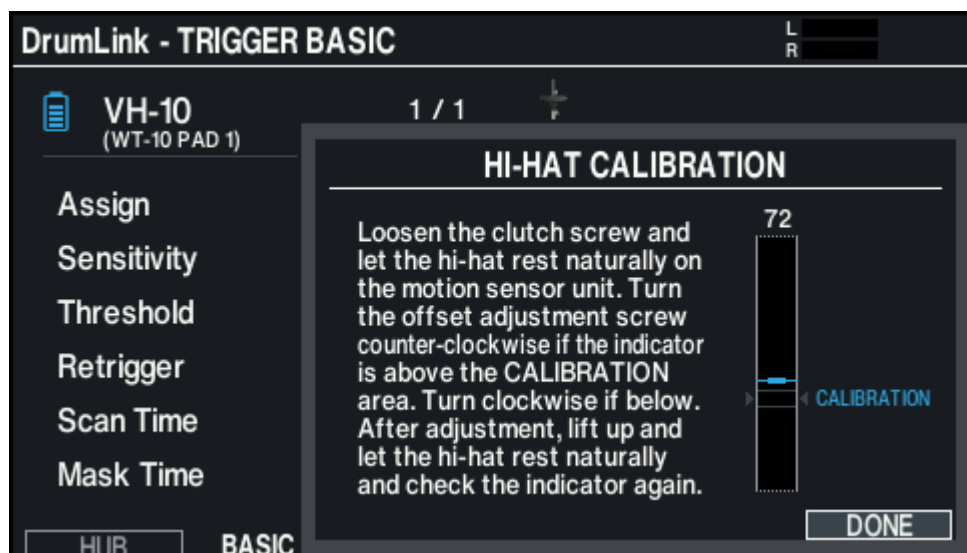 DrumLink - TRIGGER BASIC
L
R
VH-10
1 / 1
(WT-10 PAD 1)
Assign
Sensitivity
Threshold
Retrigger
Scan Time
Mask Time
HUB
BASIC
HI-HAT CALIBRATION
Loosen the clutch screw and
let the hi-hat rest naturally on
the motion sensor unit. Turn
the offset adjustment screw
counter-clockwise if the indicator
is above the CALIBRATION
area. Turn clockwise if below.
After adjustment, lift up and
let the hi-hat rest naturally
and check the indicator again.
72
CALIBRATION
DONE